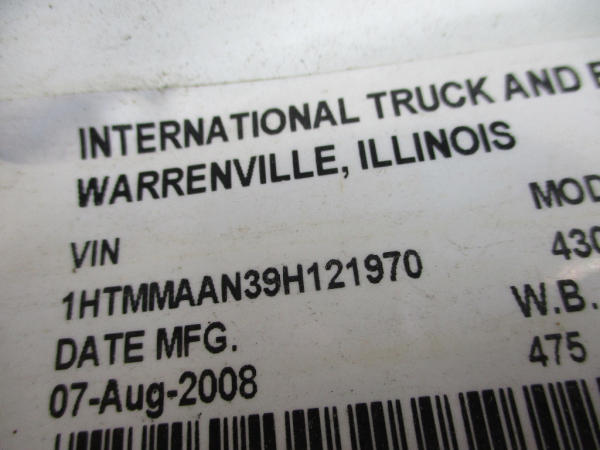 INTERNATIONAL TRUCK AND
WARRENVILLE, ILLINOIS
VIN MOD
1HTMMAAN39H121970 430
DATE MFG. W.B.
07-Aug-2008 475